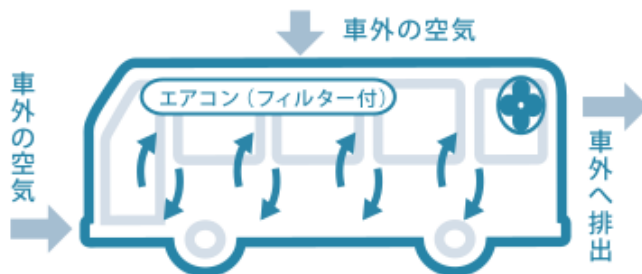 車外の空気
車外の空気
エアコン（フィルター付）
車外へ排出